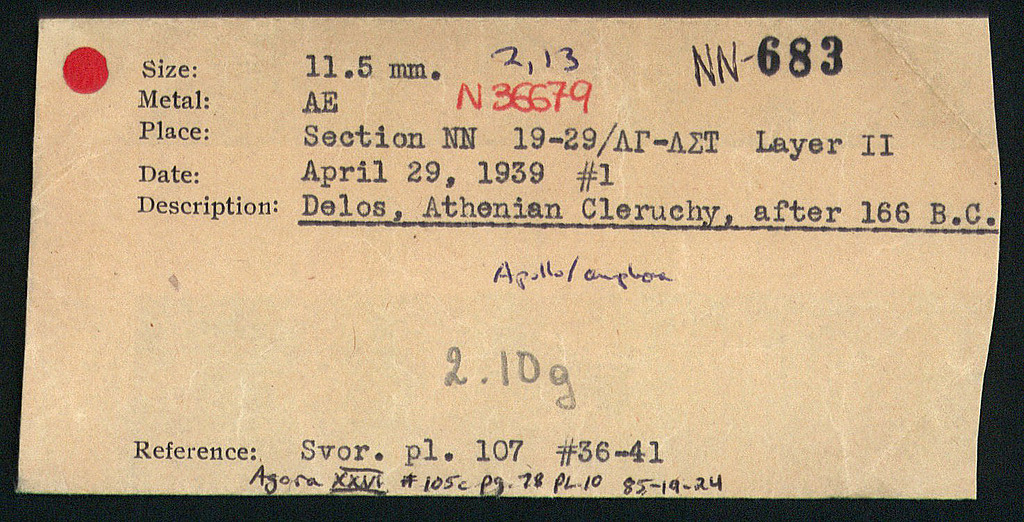 Size: 11.5 mm. 2,13 NN-683
Metal: AE N36679
Place: Section NN 19-29/ΛΓ-ΛΣΤ Layer II
Date: April 29, 1939 #1
Description: Delos, Athenian Cleruchy, after 166 B.C.
Apollo/amphora
2.10g
Reference: Svor. pl. 107 #36-41
Agora XXVI #105c pg. 78 PL.10 85-19-24